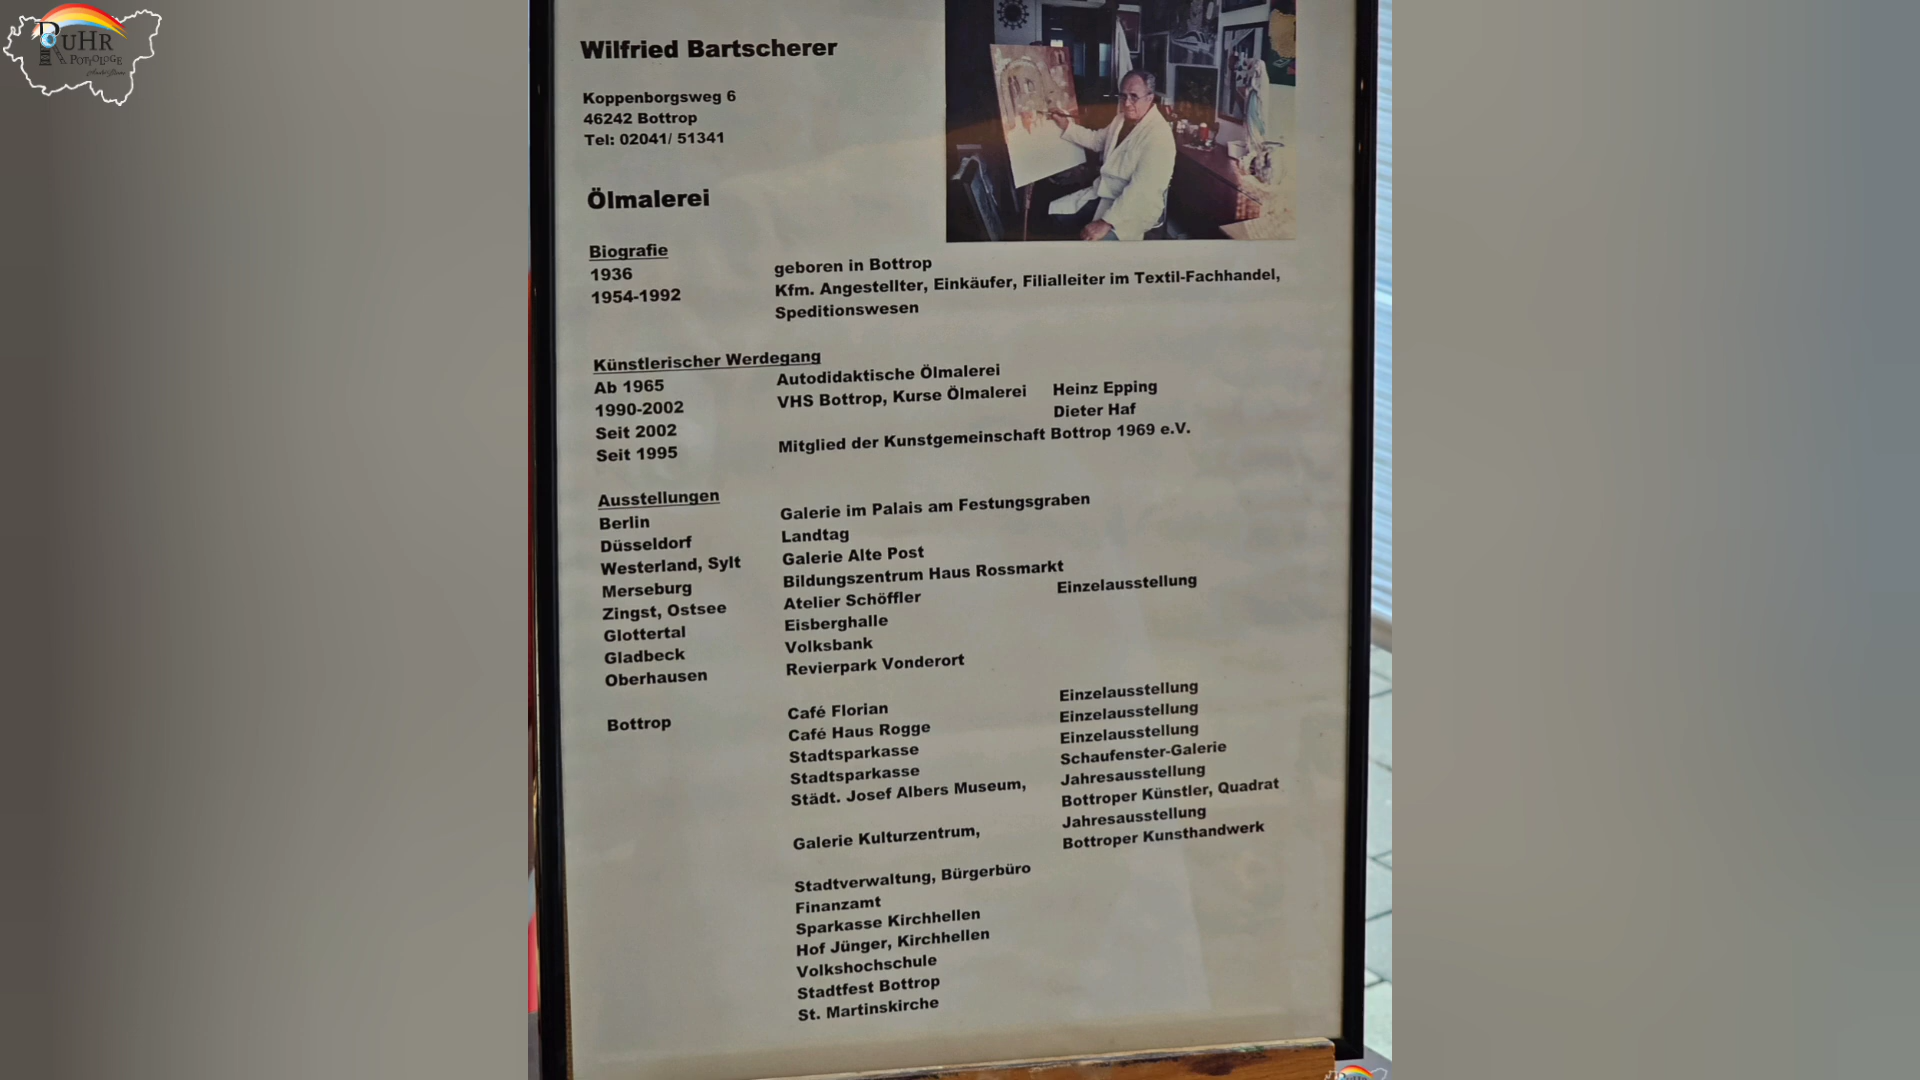 RuHR
POTTOLOGE
Wilfried Bartscherer
Koppenborgsweg 6
46242 Bottrop
Tel: 02041/ 51341
Ölmalerei
Biografie
1936 geboren in Bottrop
1954-1992 Kfm. Angestellter, Einkäufer, Filialleiter im Textil-Fachhandel,
Speditionswesen
Künstlerischer Werdegang
Ab 1965 Autodidaktische Ölmalerei
1990-2002 VHS Bottrop, Kurse Ölmalerei Heinz Epping
Seit 2002 Dieter Haf
Seit 1995 Mitglied der Kunstgemeinschaft Bottrop 1969 e.V.
Ausstellungen
Berlin Galerie im Palais am Festungsgraben
Düsseldorf Landtag
Westerland, Sylt Galerie Alte Post
Merseburg Bildungszentrum Haus Rossmarkt
Zingst, Ostsee Atelier Schöffler Einzelausstellung
Glottertal Eisberghalle
Gladbeck Volksbank
Oberhausen Revierpark Vonderort
Bottrop Café Florian Einzelausstellung
Café Haus Rogge Einzelausstellung
Stadtsparkasse Einzelausstellung
Stadtsparkasse Schaufenster-Galerie
Städt. Josef Albers Museum, Jahresausstellung
Bottroper Künstler, Quadrat
Galerie Kulturzentrum, Jahresausstellung
Bottroper Kunsthandwerk
Stadtverwaltung, Bürgerbüro
Finanzamt
Sparkasse Kirchhellen
Hof Jünger, Kirchhellen
Volkshochschule
Stadtfest Bottrop
St. Martinskirche